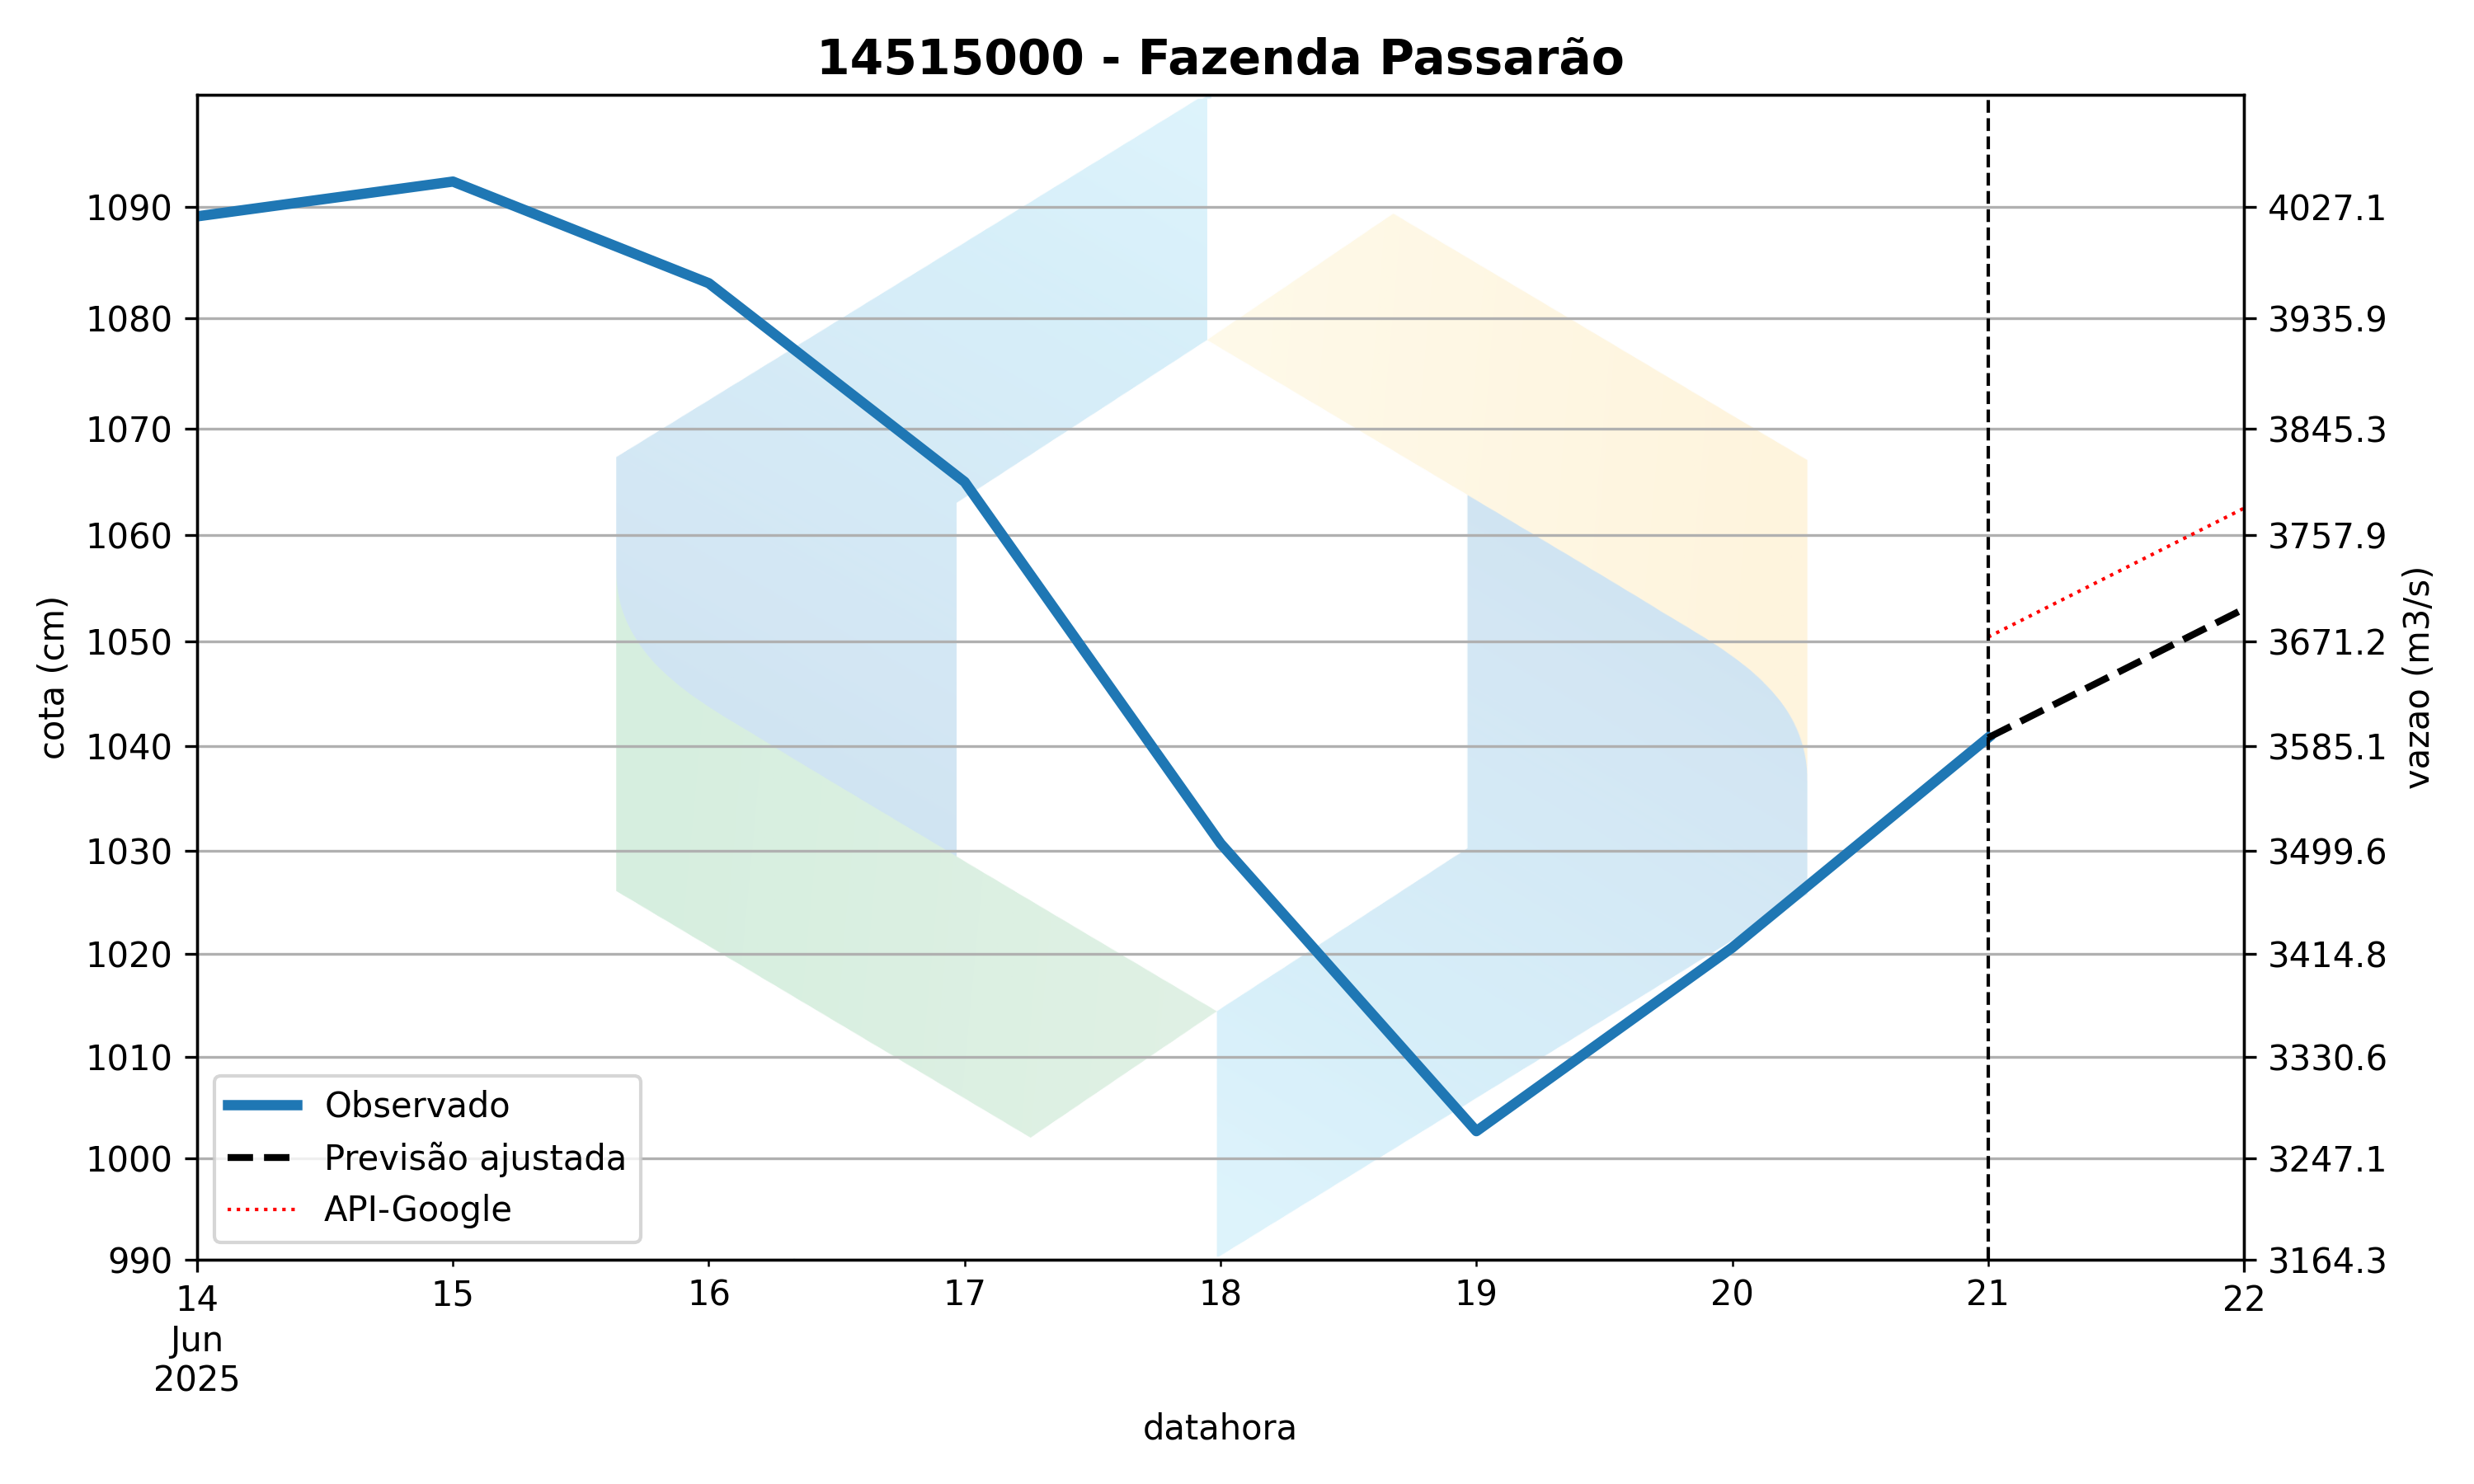 14515000 - Fazenda Passarão
1090
1080
1070
1060
1050
1040
1030
1020
1010
1000
990
cota (cm)
4027.1
3935.9
3845.3
3757.9
3671.2
3585.1
3499.6
3414.8
3330.6
3247.1
3164.3
vazao (m3/s)
Observado
Previsão ajustada
API-Google
14 15 16 17 18 19 20 21 22
Jun
2025
datahora